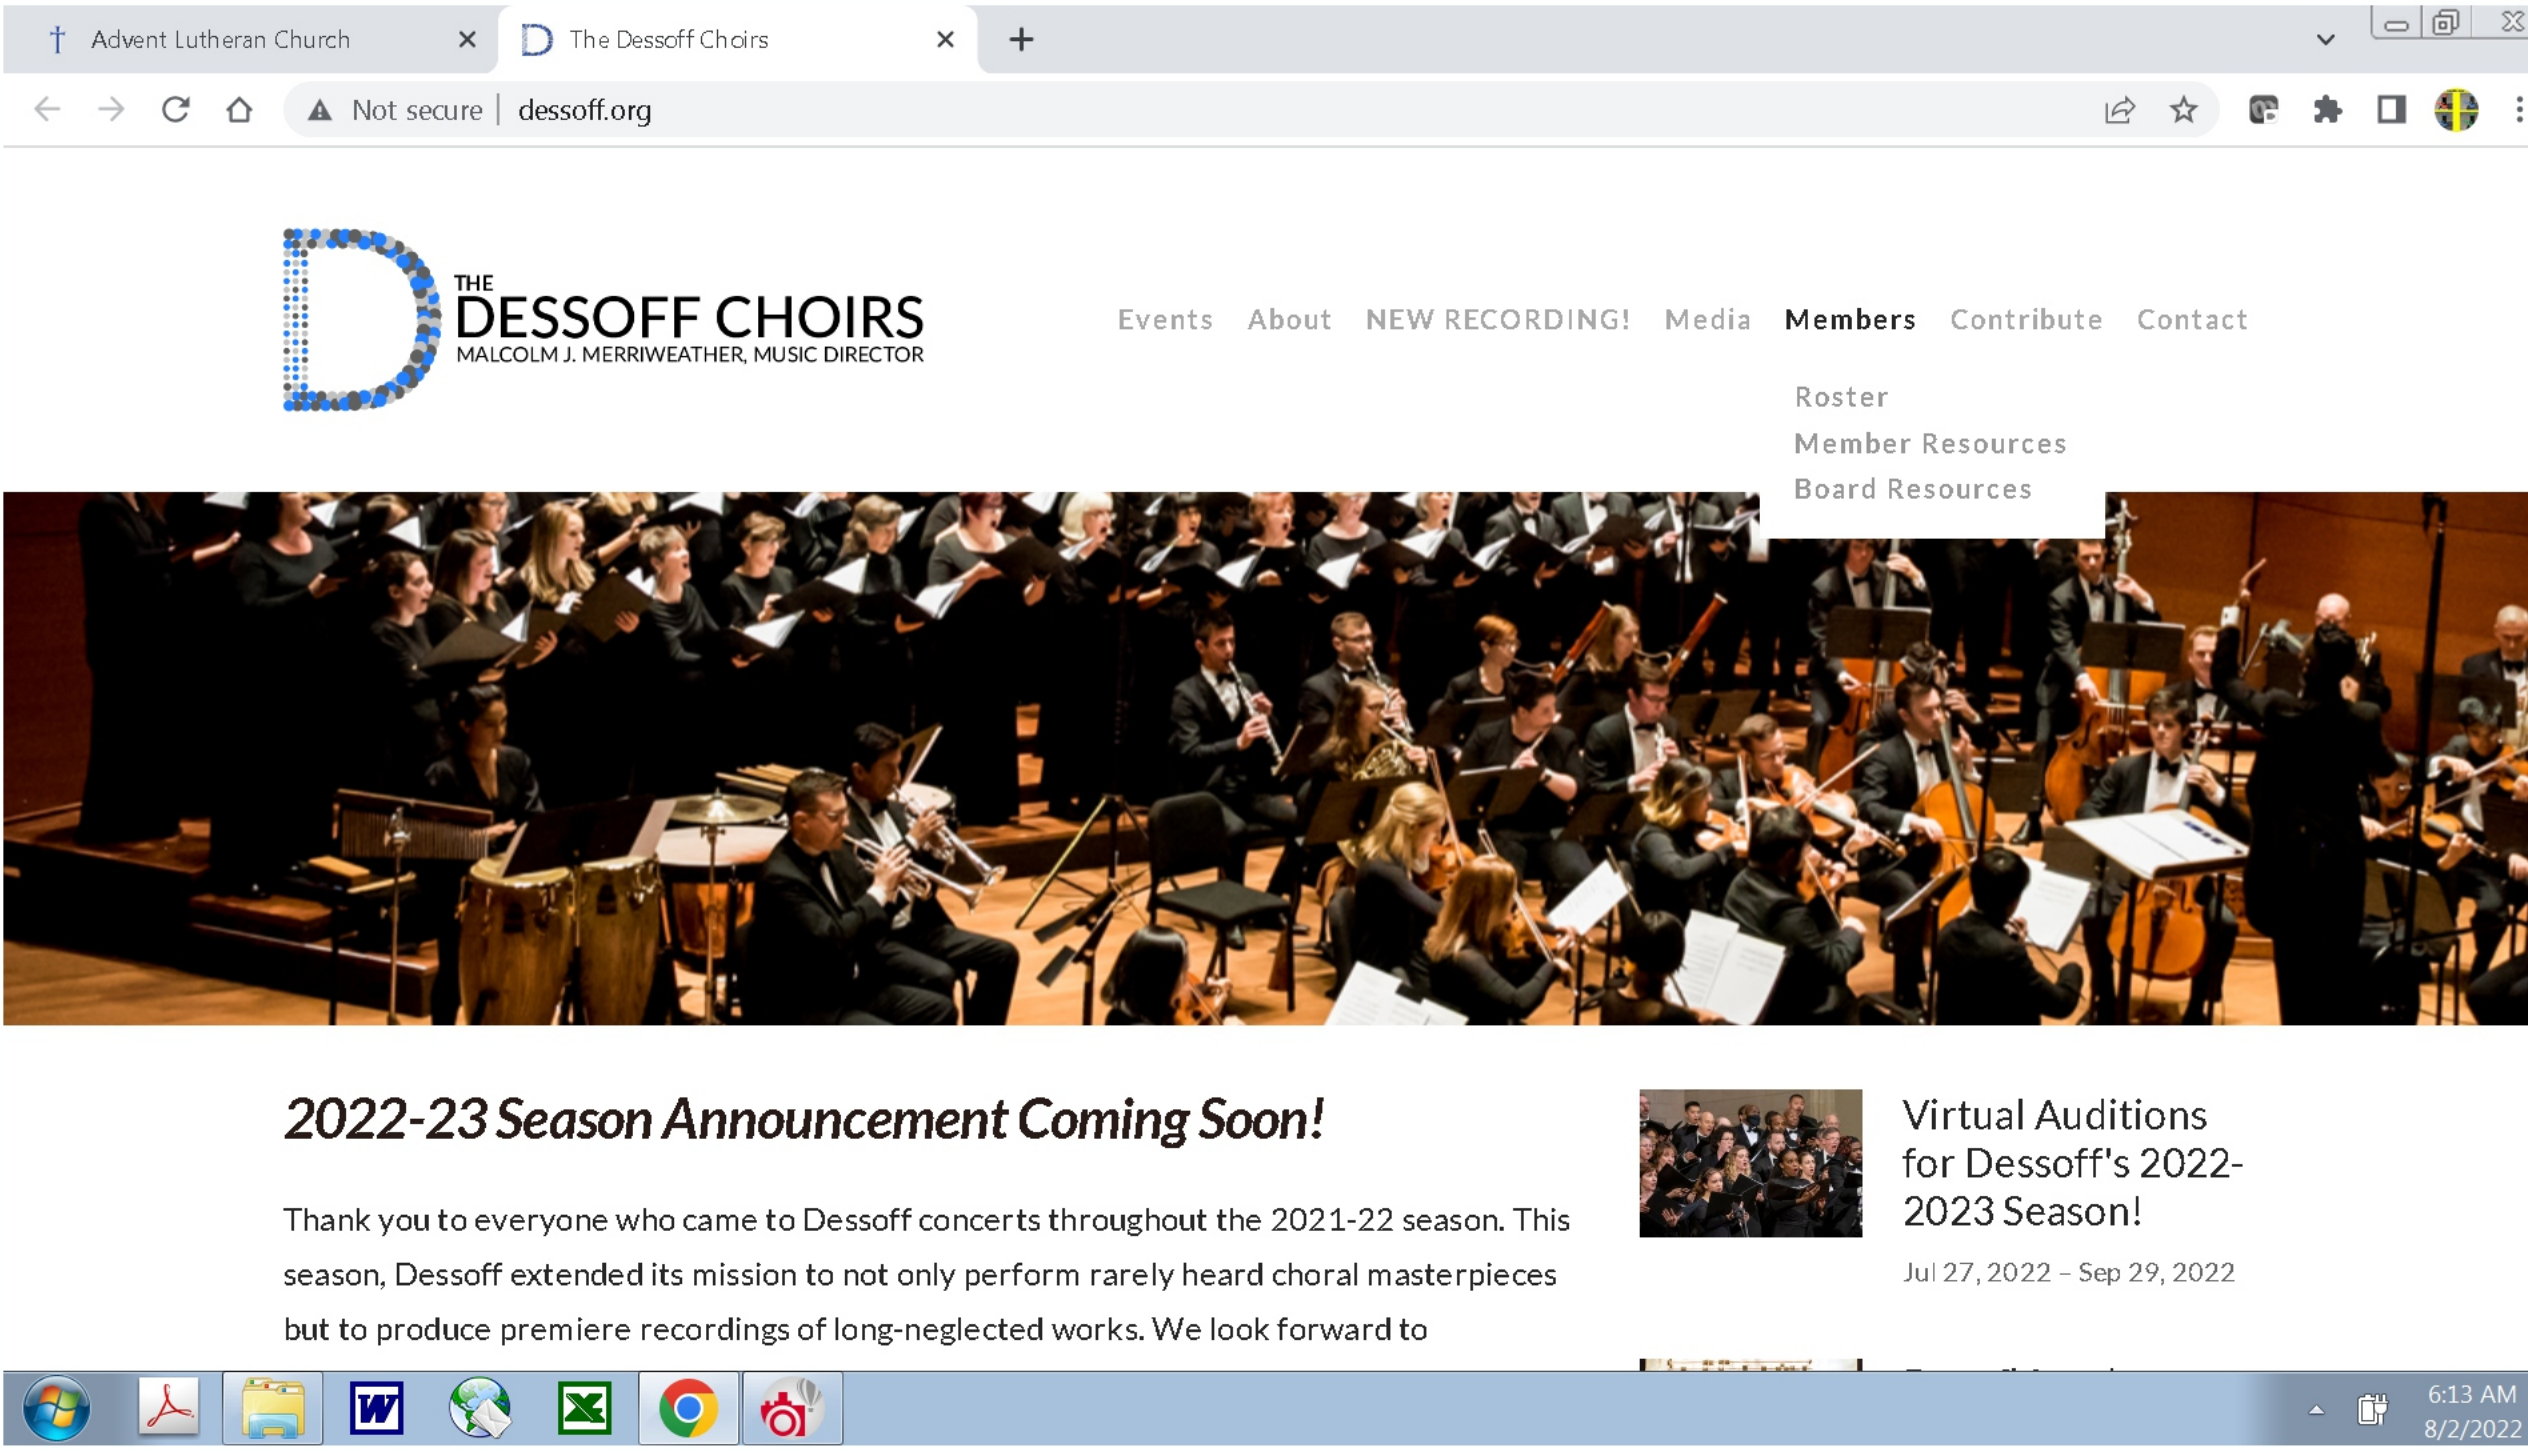 Advent Lutheran Church
The Dessoff Choirs
Not secure | dessoff.org
THE
DESSOFF CHOIRS
MALCOLM J. MERRIWEATHER, MUSIC DIRECTOR
Events About NEW RECORDING! Media Members Contribute Contact
Roster
Member Resources
Board Resources
2022-23 Season Announcement Coming Soon!
Thank you to everyone who came to Dessoff concerts throughout the 2021-22 season. This
season, Dessoff extended its mission to not only perform rarely heard choral masterpieces
but to produce premiere recordings of long-neglected works. We look forward to
Virtual Auditions
for Dessoff's 2022-
2023 Season!
Jul 27, 2022 – Sep 29, 2022
6:13 AM
8/2/2022